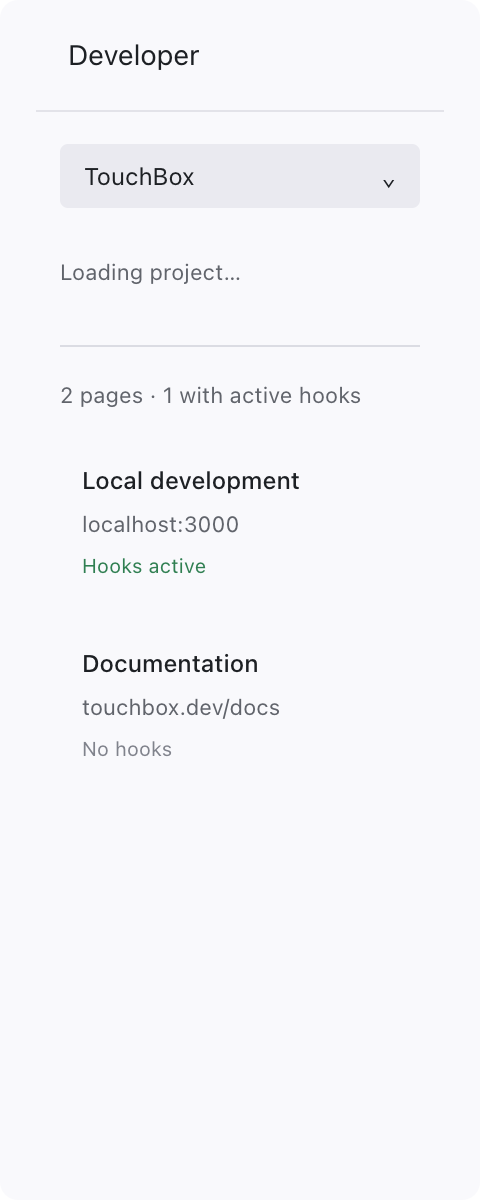 Developer
TouchBox
Loading project...
2 pages · 1 with active hooks
Local development
localhost:3000
Hooks active
Documentation
touchbox.dev/docs
No hooks